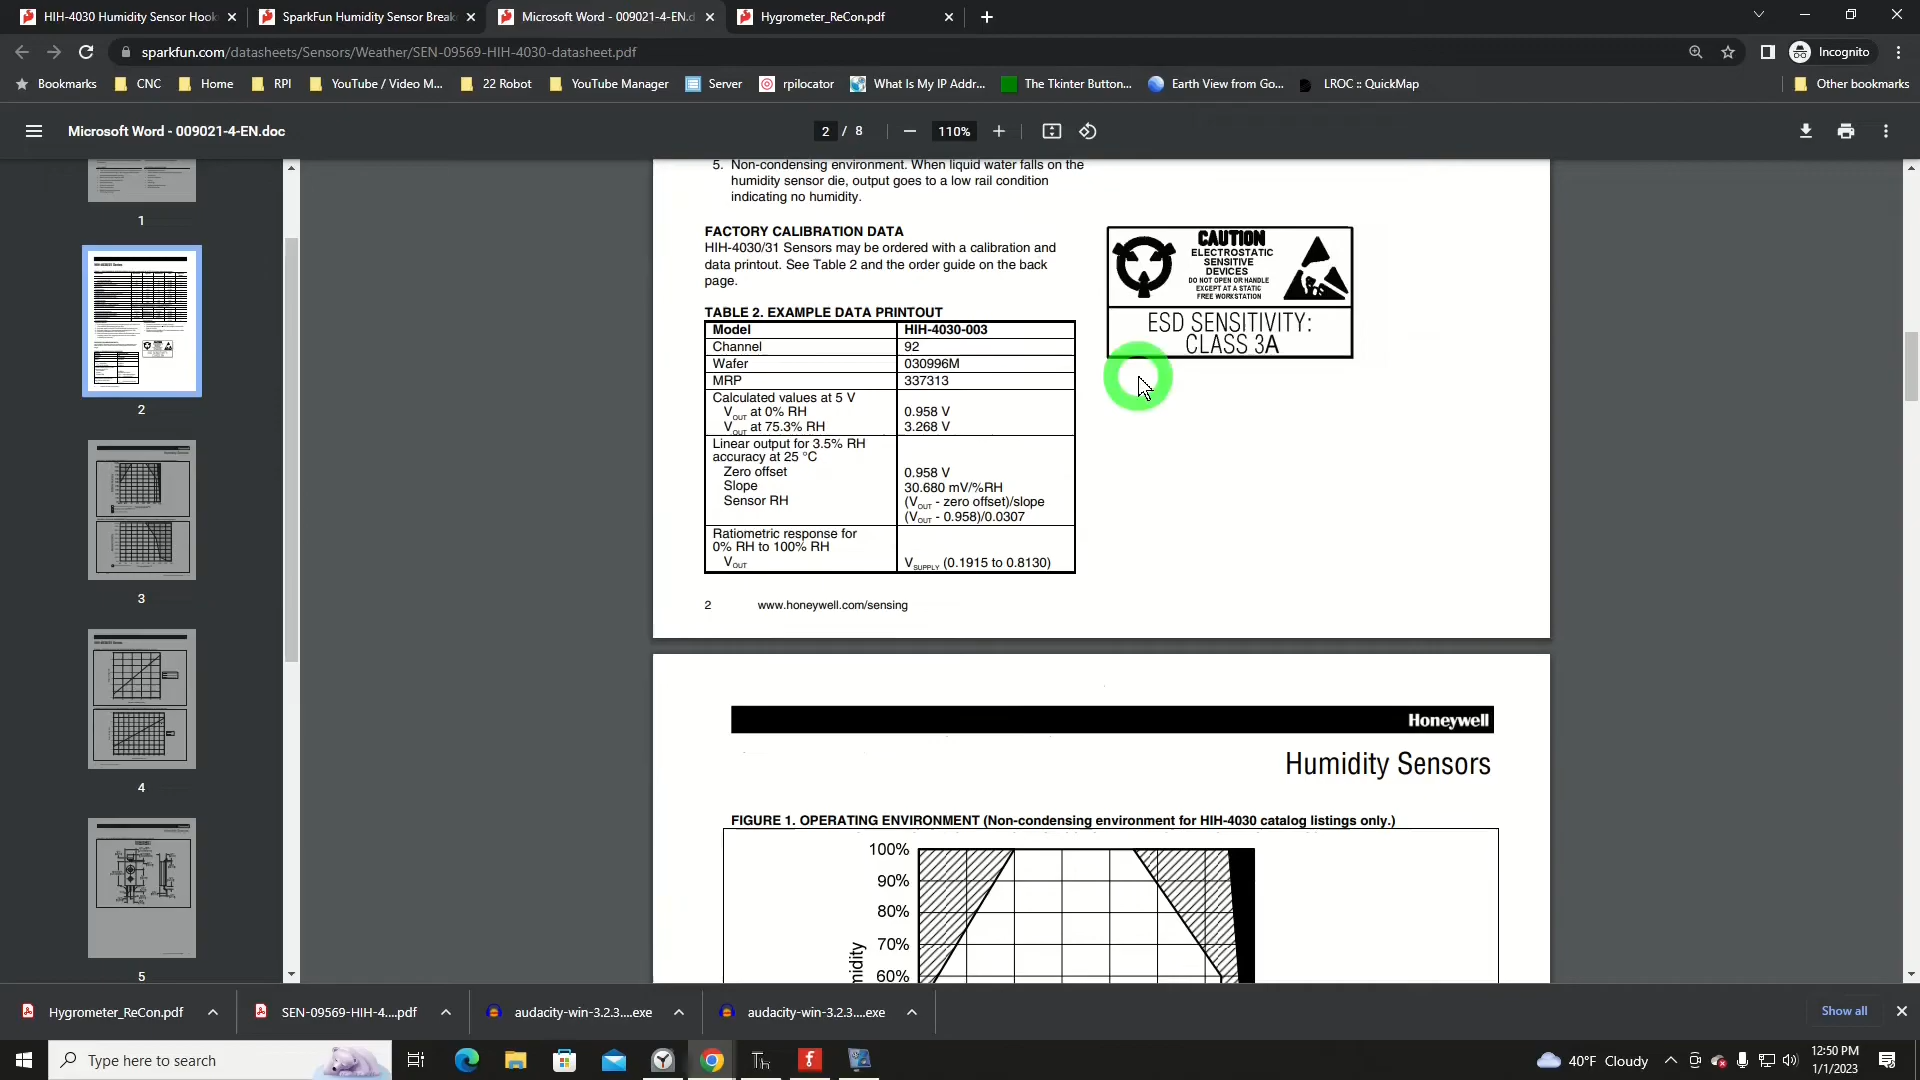 HIH-4030 Humidity Sensor Hook
SparkFun Humidity Sensor Break
Microsoft Word - 009021-4-EN.d
Hygrometer_ReCon.pdf
sparkfun.com/datasheets/Sensors/Weather/SEN-09569-HIH-4030-datasheet.pdf
Incognito
Bookmarks
CNC
Home
RPI
YouTube / Video M...
22 Robot
YouTube Manager
Server
rpilocator
What Is My IP Addr...
The Tkinter Button...
Earth View from Go...
LROC :: QuickMap
Other bookmarks
Microsoft Word - 009021-4-EN.doc
2 / 8
110%
1
2
3
4
5
5. Non-condensing environment. When liquid water falls on the
humidity sensor die, output goes to a low rail condition
indicating no humidity.
FACTORY CALIBRATION DATA
HIH-4030/31 Sensors may be ordered with a calibration and
data printout. See Table 2 and the order guide on the back
page.
CAUTION
ELECTROSTATIC
SENSITIVE
DEVICES
DO NOT OPEN OR HANDLE
EXCEPT AT A STATIC
FREE WORKSTATION
ESD SENSITIVITY:
CLASS 3A
TABLE 2. EXAMPLE DATA PRINTOUT
Model HIH-4030-003
Channel 92
Wafer 030996M
MRP 337313
Calculated values at 5 V
VOUT at 0% RH 0.958 V
VOUT at 75.3% RH 3.268 V
Linear output for 3.5% RH
accuracy at 25 °C
Zero offset 0.958 V
Slope 30.680 mV/%RH
Sensor RH (VOUT - zero offset)/slope
(VOUT - 0.958)/0.0307
Ratiometric response for
0% RH to 100% RH
VOUT VSUPPLY (0.1915 to 0.8130)
2 www.honeywell.com/sensing
Honeywell
Humidity Sensors
FIGURE 1. OPERATING ENVIRONMENT (Non-condensing environment for HIH-4030 catalog listings only.)
100%
90%
80%
70%
60%
midity
Hygrometer_ReCon.pdf
SEN-09569-HIH-4....pdf
audacity-win-3.2.3....exe
audacity-win-3.2.3....exe
Show all
Type here to search
40°F Cloudy
12:50 PM
1/1/2023